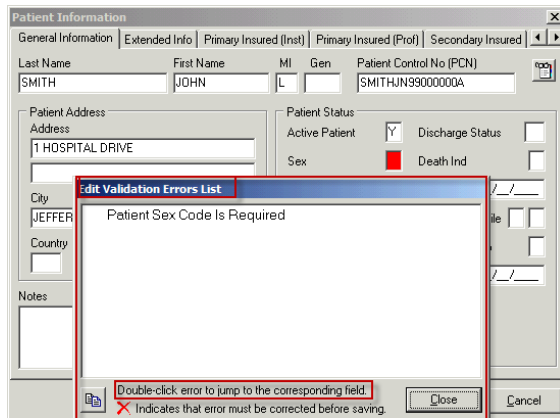 Patient Information
General Information Extended Info Primary Insured (Inst) Primary Insured (Prof) Secondary Insured
Last Name First Name MI Gen Patient Control No (PCN)
SMITH JOHN L SMITHJN99000000A
Patient Address Patient Status
Address
Active Patient Y Discharge Status
1 HOSPITAL DRIVE
Sex Death Ind
City
JEFFER
Country
Notes
Edit Validation Errors List
Patient Sex Code Is Required
Double-click error to jump to the corresponding field.
Indicates that error must be corrected before saving.
Close
Cancel